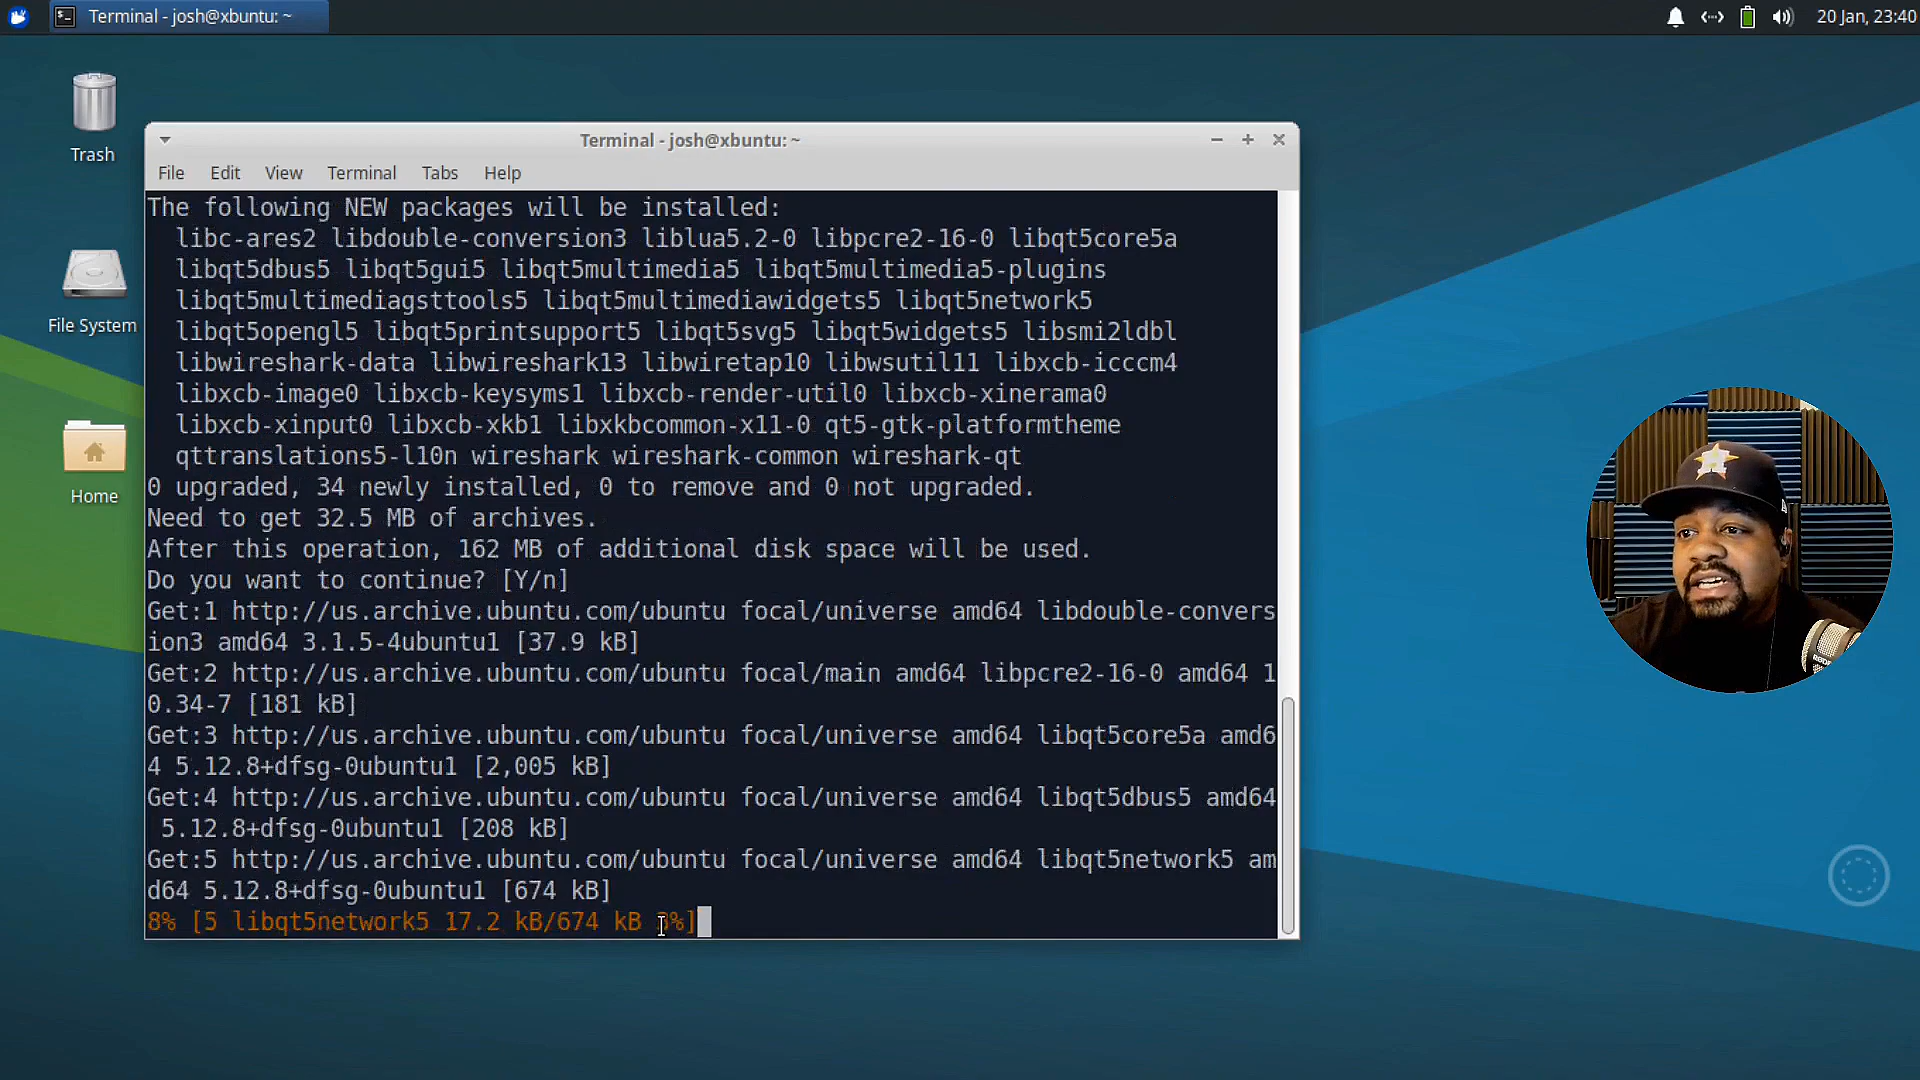 Terminal - josh@xbuntu: ~
20 Jan, 23:40
Trash
File System
Home
Terminal - josh@xbuntu: ~
File Edit View Terminal Tabs Help
The following NEW packages will be installed:
libc-ares2 libdouble-conversion3 liblua5.2-0 libpcre2-16-0 libqt5core5a
libqt5dbus5 libqt5gui5 libqt5multimedia5 libqt5multimedia5-plugins
libqt5multimediagsttools5 libqt5multimediawidgets5 libqt5network5
libqt5opengl5 libqt5printsupport5 libqt5svg5 libqt5widgets5 libsmi2ldbl
libwireshark-data libwireshark13 libwiretap10 libwsutil11 libxcb-icccm4
libxcb-image0 libxcb-keysyms1 libxcb-render-util0 libxcb-xinerama0
libxcb-xinput0 libxcb-xkb1 libxkbcommon-x11-0 qt5-gtk-platformtheme
qttranslations5-l10n wireshark wireshark-common wireshark-qt
0 upgraded, 34 newly installed, 0 to remove and 0 not upgraded.
Need to get 32.5 MB of archives.
After this operation, 162 MB of additional disk space will be used.
Do you want to continue? [Y/n]
Get:1 http://us.archive.ubuntu.com/ubuntu focal/universe amd64 libdouble-convers
ion3 amd64 3.1.5-4ubuntu1 [37.9 kB]
Get:2 http://us.archive.ubuntu.com/ubuntu focal/main amd64 libpcre2-16-0 amd64 1
0.34-7 [181 kB]
Get:3 http://us.archive.ubuntu.com/ubuntu focal/universe amd64 libqt5core5a amd6
4 5.12.8+dfsg-0ubuntu1 [2,005 kB]
Get:4 http://us.archive.ubuntu.com/ubuntu focal/universe amd64 libqt5dbus5 amd64
5.12.8+dfsg-0ubuntu1 [208 kB]
Get:5 http://us.archive.ubuntu.com/ubuntu focal/universe amd64 libqt5network5 am
d64 5.12.8+dfsg-0ubuntu1 [674 kB]
8% [5 libqt5network5 17.2 kB/674 kB 3%]